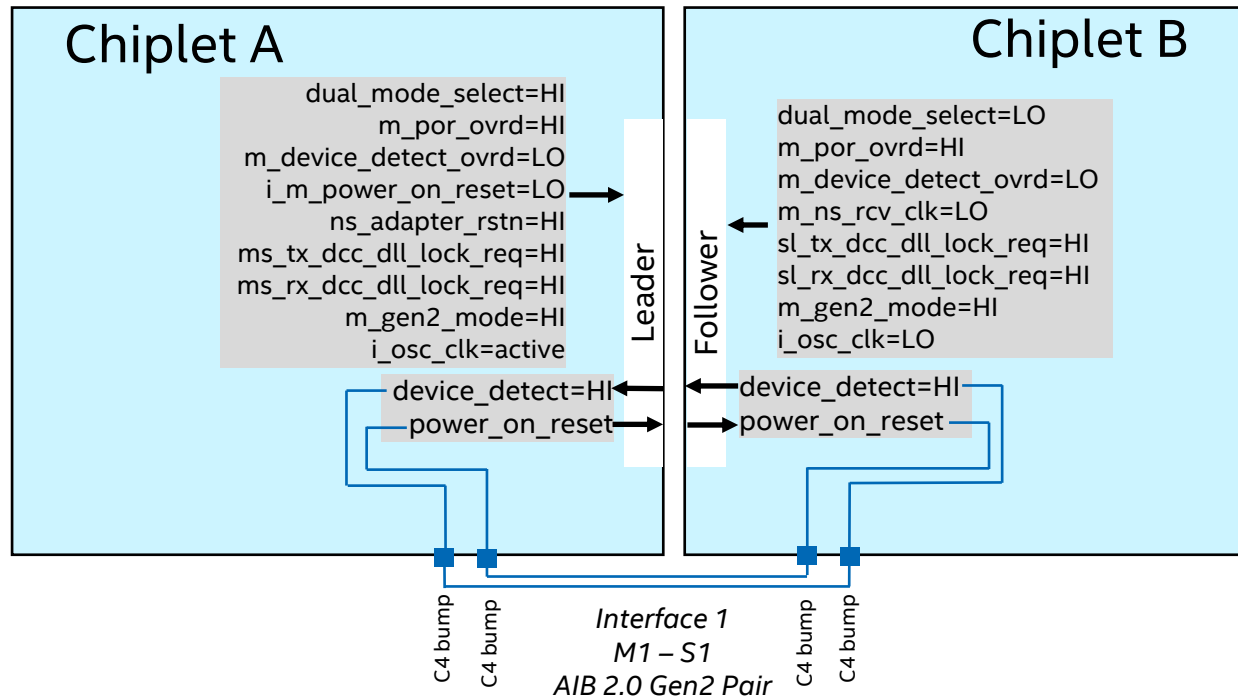 Chiplet A
dual_mode_select=HI
m_por_ovrd=HI
m_device_detect_ovrd=LO
i_m_power_on_reset=LO
ns_adapter_rstn=HI
ms_tx_dcc_dll_lock_req=HI
ms_rx_dcc_dll_lock_req=HI
m_gen2_mode=HI
i_osc_clk=active
device_detect=HI
power_on_reset
Leader
Chiplet B
dual_mode_select=LO
m_por_ovrd=HI
m_device_detect_ovrd=LO
m_ns_rcv_clk=LO
sl_tx_dcc_dll_lock_req=HI
sl_rx_dcc_dll_lock_req=HI
m_gen2_mode=HI
i_osc_clk=LO
device_detect=HI
power_on_reset
Follower
C4 bump
C4 bump
Interface 1
M1 – S1
AIB 2.0 Gen2 Pair
C4 bump
C4 bump